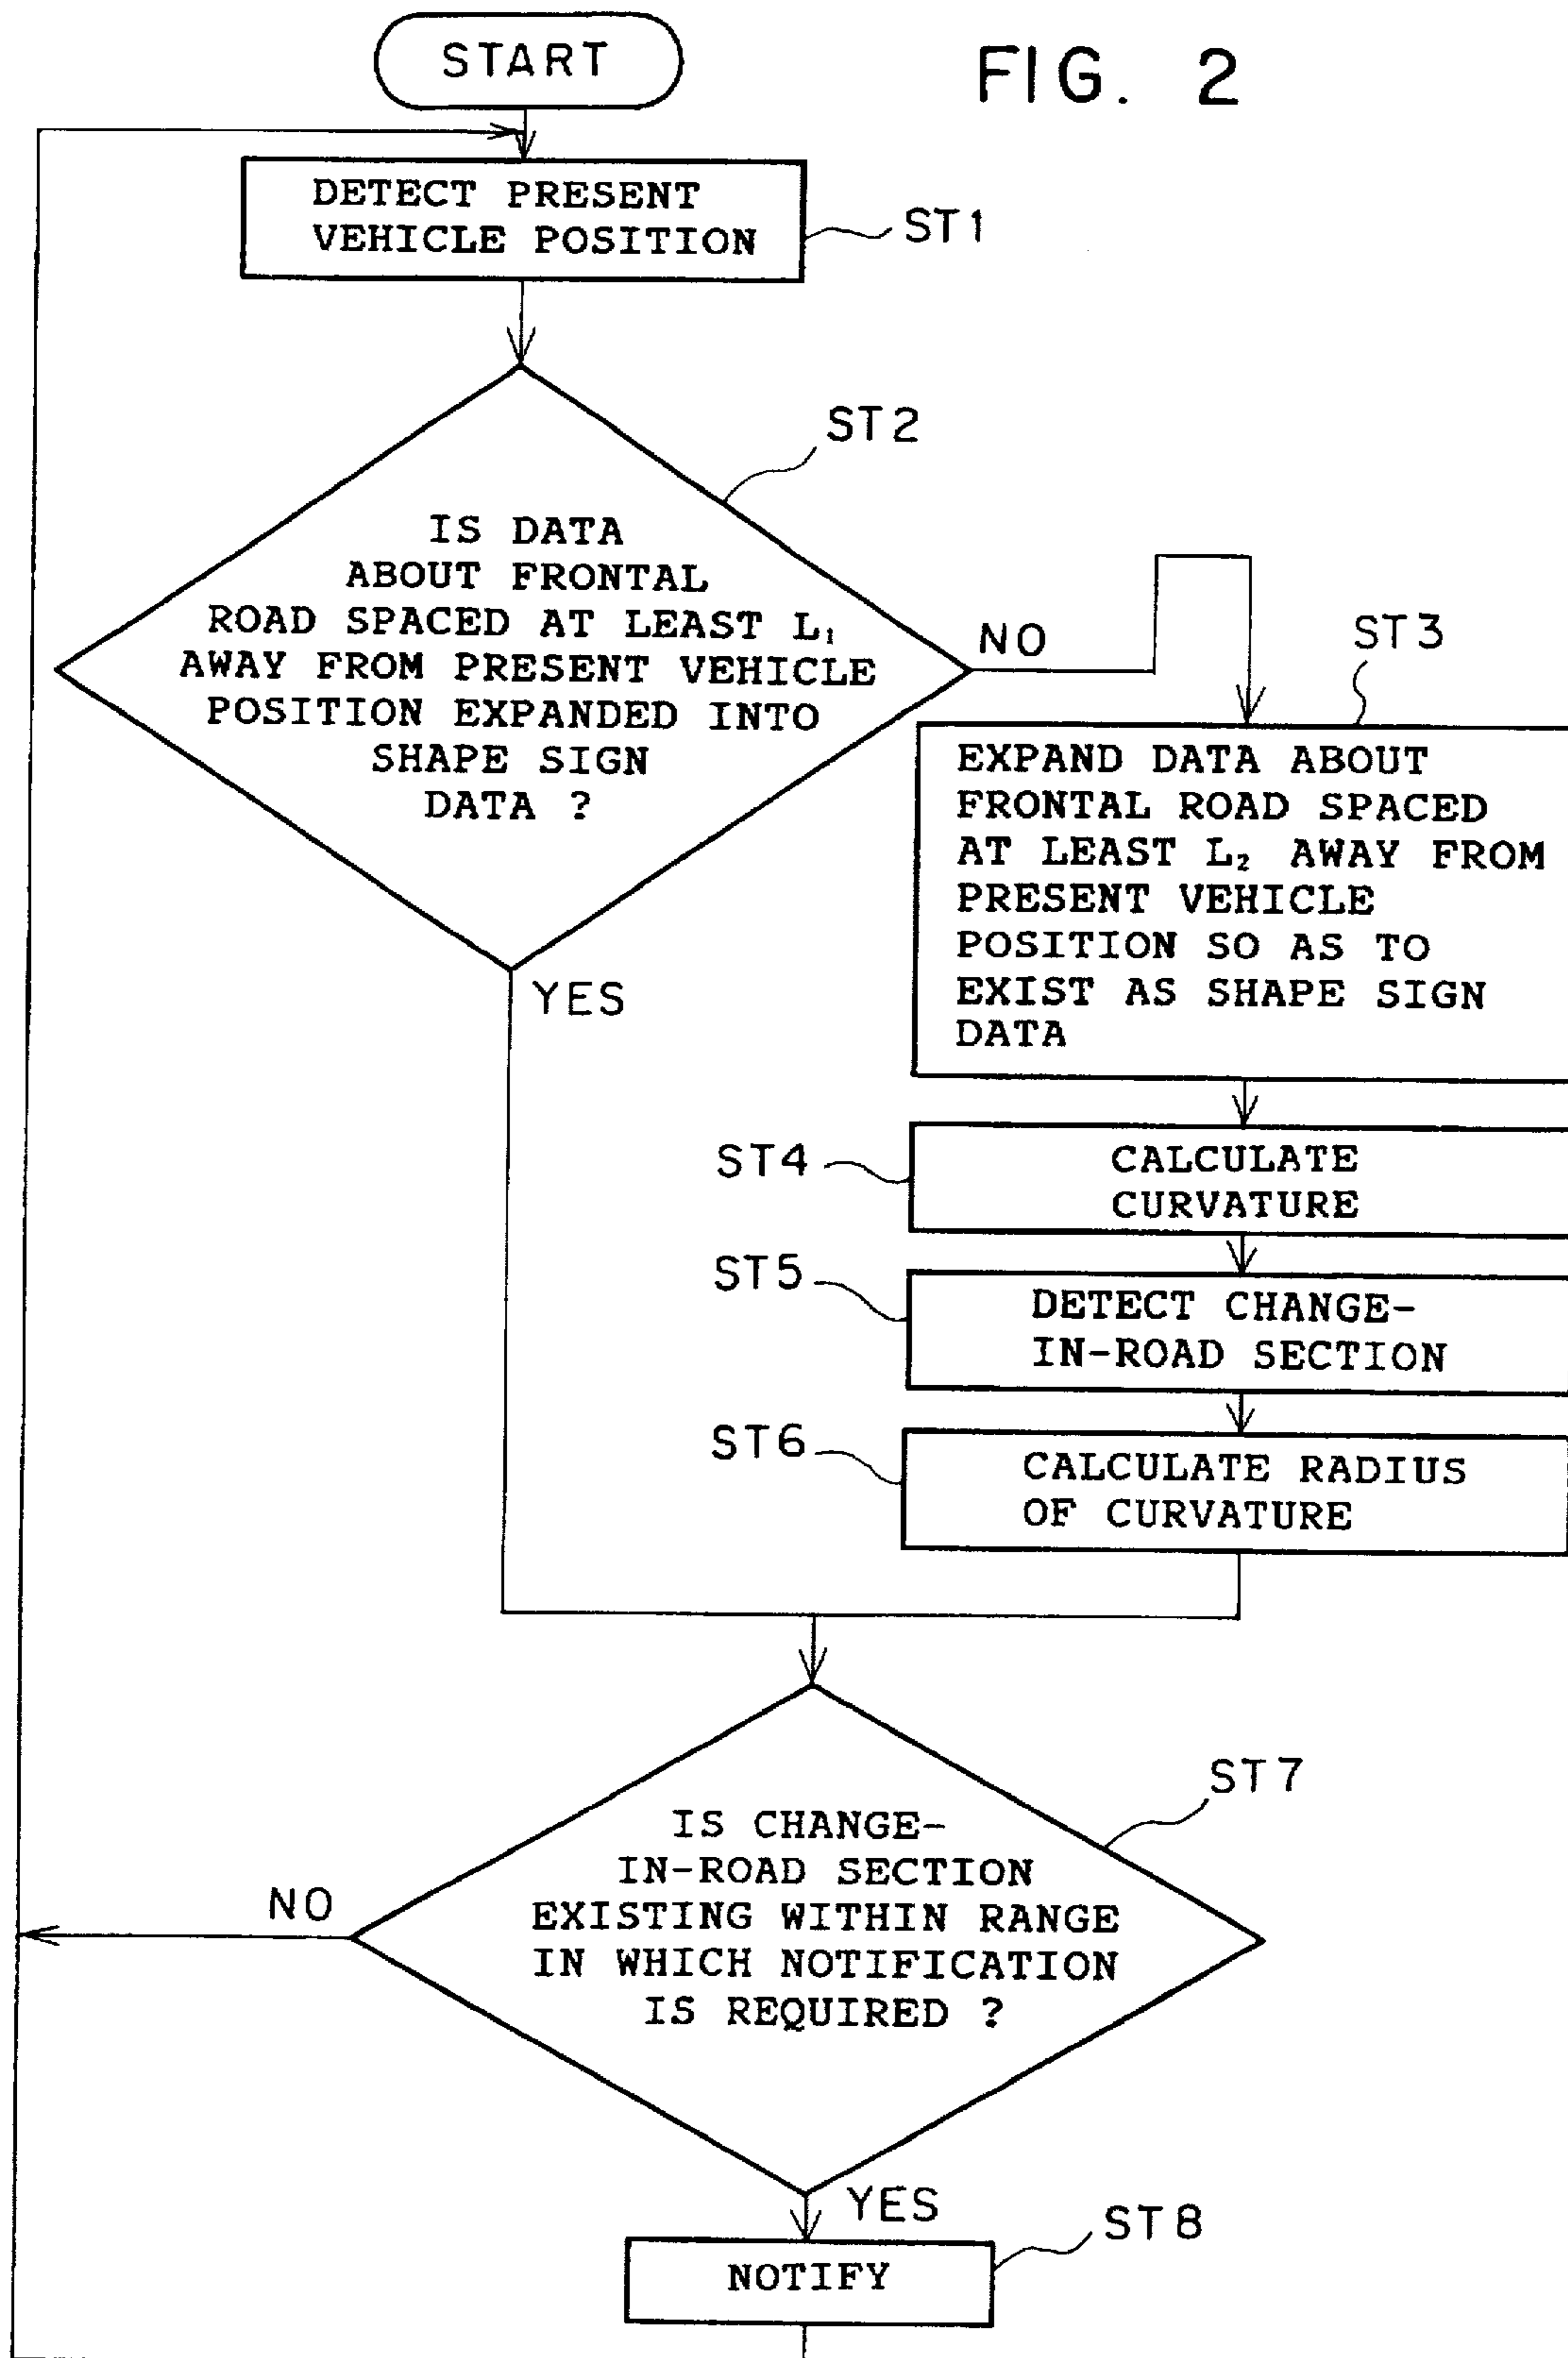 START
FIG. 2
DETECT PRESENT
VEHICLE POSITION
ST1
ST2
IS DATA
ABOUT FRONTAL
ROAD SPACED AT LEAST L₁
AWAY FROM PRESENT VEHICLE
POSITION EXPANDED INTO
SHAPE SIGN
DATA ?
NO
YES
ST3
EXPAND DATA ABOUT
FRONTAL ROAD SPACED
AT LEAST L₂ AWAY FROM
PRESENT VEHICLE
POSITION SO AS TO
EXIST AS SHAPE SIGN
DATA
ST4
CALCULATE
CURVATURE
ST5
DETECT CHANGE-
IN-ROAD SECTION
ST6
CALCULATE RADIUS
OF CURVATURE
ST7
IS CHANGE-
IN-ROAD SECTION
EXISTING WITHIN RANGE
IN WHICH NOTIFICATION
IS REQUIRED ?
NO
YES
ST8
NOTIFY